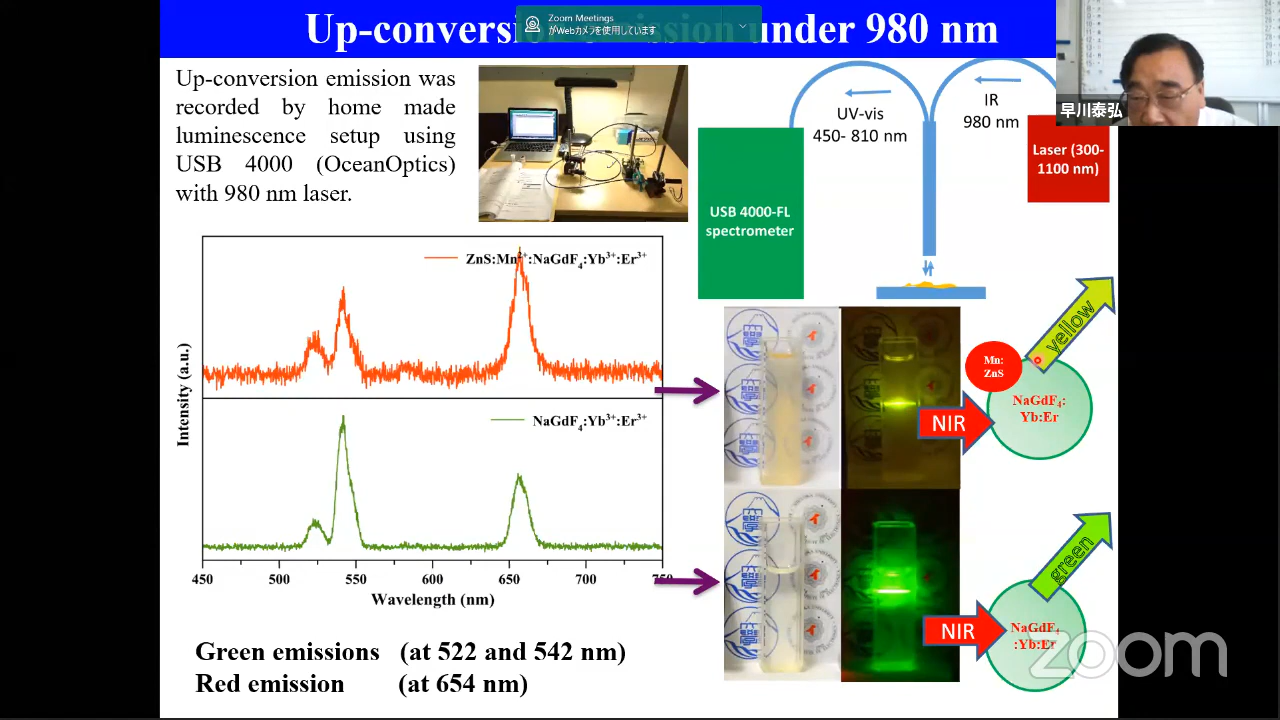 Up-conversi mission under 980 nm
Zoom Meetings
がWebカメラを使用しています
Up-conversion emission was
recorded by home made
luminescence setup using
USB 4000 (OceanOptics)
with 980 nm laser.
UV-vis
450- 810 nm
IR
980 nm
早川泰弘
Laser (300-
1100 nm)
USB 4000-FL
spectrometer
ZnS:Mn²⁺:NaGdF₄:Yb³⁺:Er³⁺
NaGdF₄:Yb³⁺:Er³⁺
Intensity (a.u.)
450 500 550 600 650 700 750
Wavelength (nm)
yellow
Mn:
ZnS
NaGdF₄:
Yb:Er
NIR
green
NIR
NaGdF₄
:Yb:Er
Green emissions (at 522 and 542 nm)
Red emission (at 654 nm)
zoom